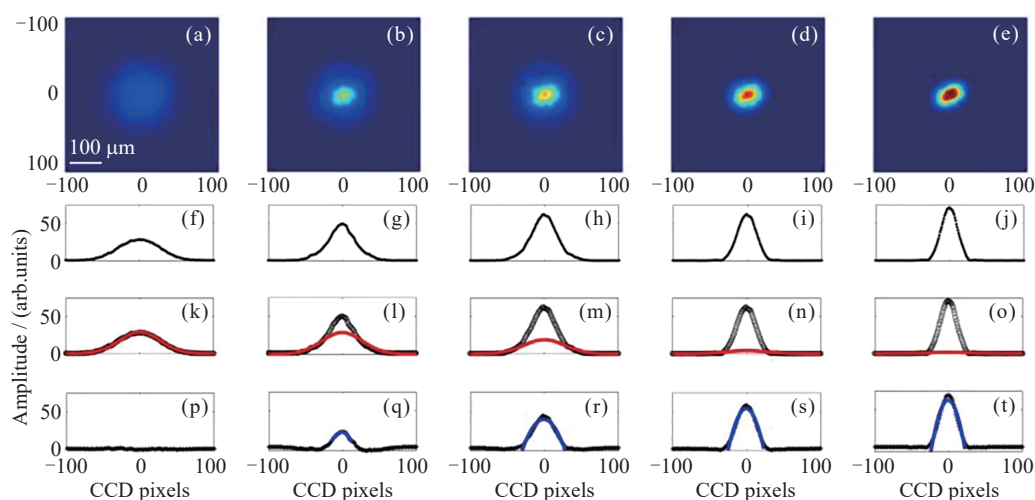 −100
0
100
(a) (b) (c) (d) (e)
100 μm
−100 0 100 −100 0 100 −100 0 100 −100 0 100 −100 0 100
Amplitude / (arb.units)
50
0
(f) (g) (h) (i) (j)
50
0
(k) (l) (m) (n) (o)
50
0
(p) (q) (r) (s) (t)
−100 0 100 −100 0 100 −100 0 100 −100 0 100 −100 0 100
CCD pixels CCD pixels CCD pixels CCD pixels CCD pixels